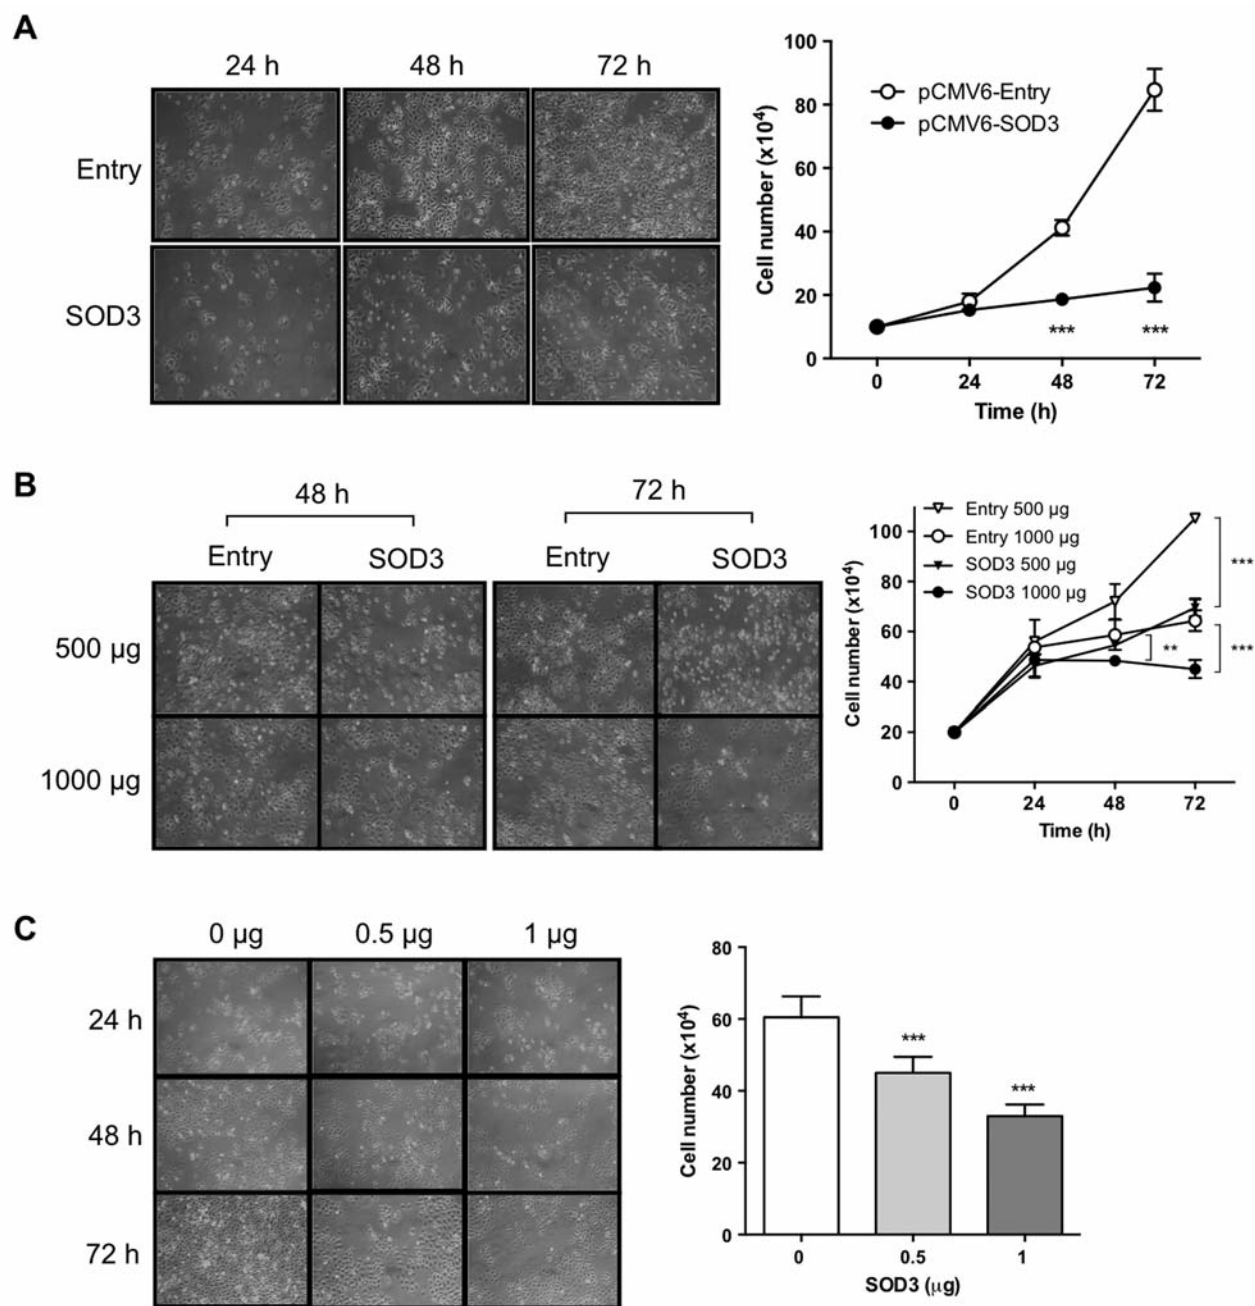 A
24 h 48 h 72 h
Entry
SOD3
100
80
60
40
20
0
Cell number (x10⁴)
pCMV6-Entry
pCMV6-SOD3
*** ***
0 24 48 72
Time (h)
B
48 h 72 h
Entry SOD3 Entry SOD3
500 µg
1000 µg
Entry 500 µg
Entry 1000 µg
SOD3 500 µg
SOD3 1000 µg
100
80
60
40
20
0
Cell number (x10⁴)
***
** ***
0 24 48 72
Time (h)
C
0 µg 0.5 µg 1 µg
24 h
48 h
72 h
80
60
40
20
0
Cell number (x10⁴)
***
***
0 0.5 1
SOD3 (µg)